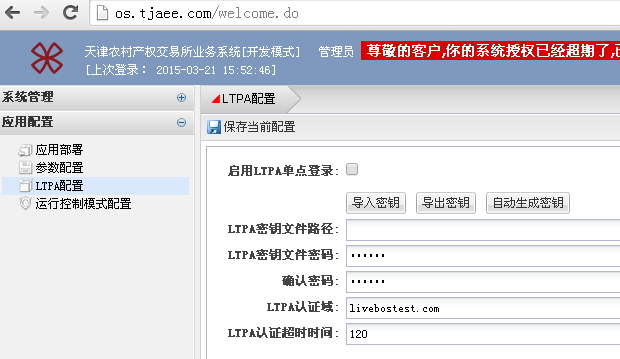 os.tjaee.com/welcome.do
天津农村产权交易所业务系统[开发模式] 管理员 尊敬的客户,你的系统授权已经超期了,已
[上次登录: 2015-03-21 15:52:46]
系统管理
应用配置
应用部署
参数配置
LTPA配置
运行控制模式配置
LTPA配置
保存当前配置
启用LTPA单点登录:
导入密钥 导出密钥 自动生成密钥
LTPA密钥文件路径:
LTPA密钥文件密码: ••••••
确认密码: ••••••
LTPA认证域: livebostest.com
LTPA认证超时时间: 120